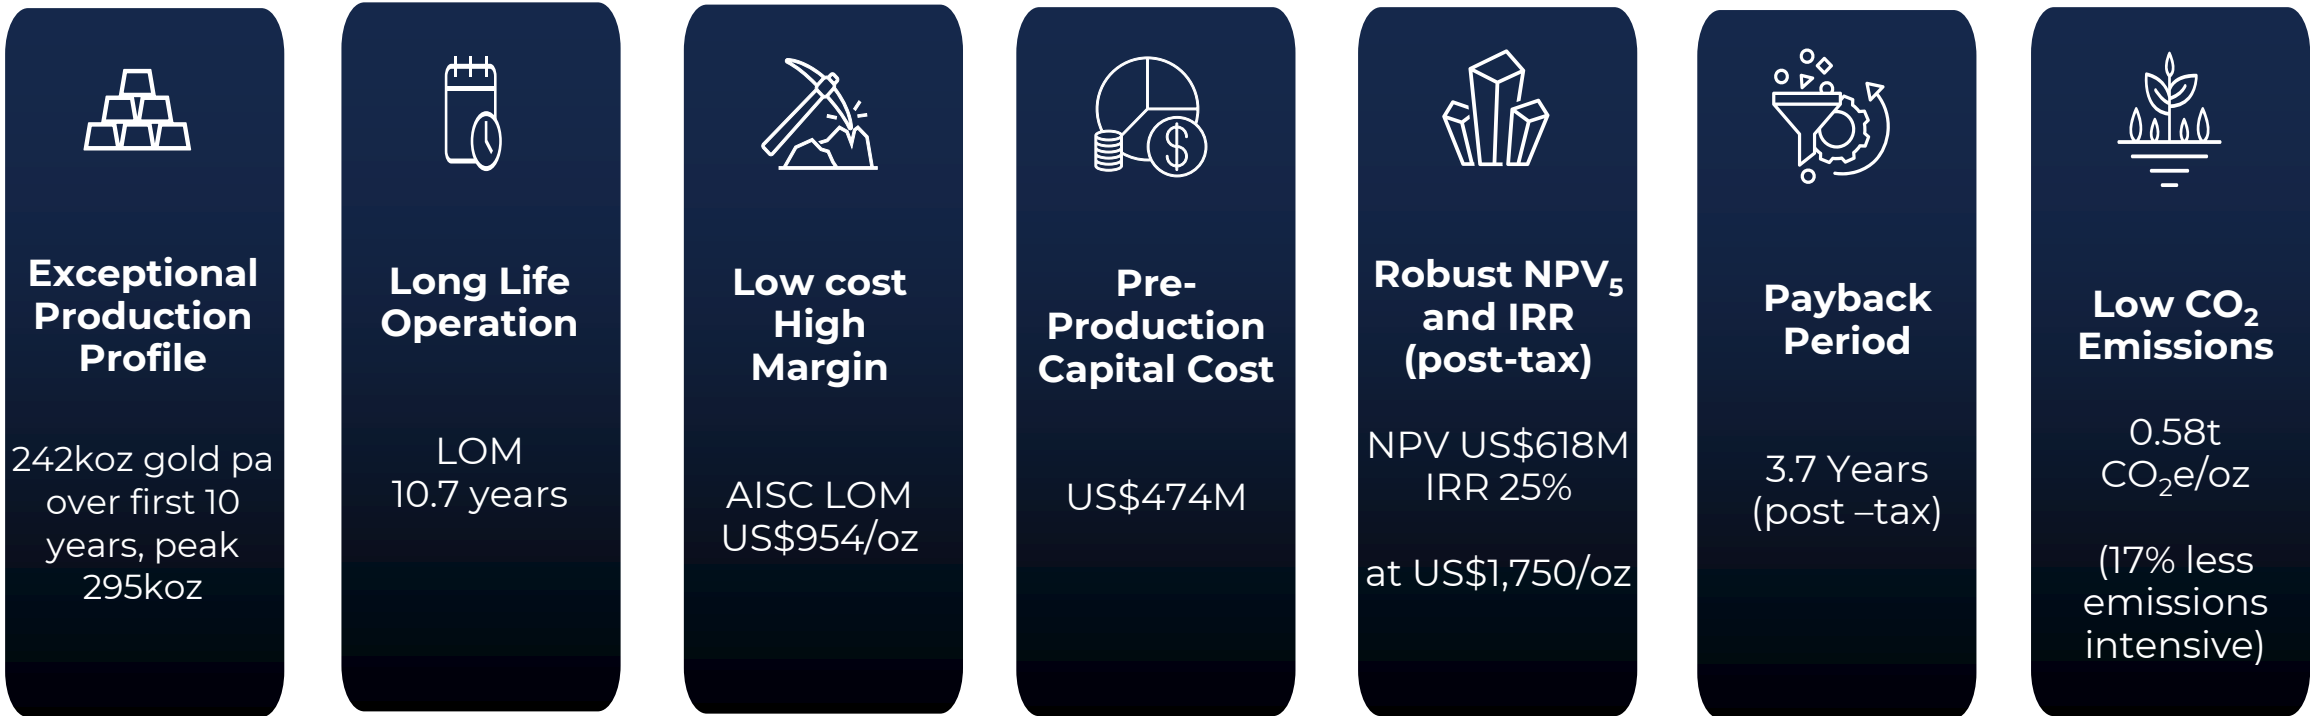 Exceptional
Production
Profile
242koz gold pa
over first 10
years, peak
295koz
Long Life
Operation
LOM
10.7 years
Low cost
High
Margin
AISC LOM
US$954/oz
Pre-
Production
Capital Cost
US$474M
Robust NPV₅
and IRR
(post-tax)
NPV US$618M
IRR 25%
at US$1,750/oz
Payback
Period
3.7 Years
(post –tax)
Low CO₂
Emissions
0.58t
CO₂e/oz
(17% less
emissions
intensive)